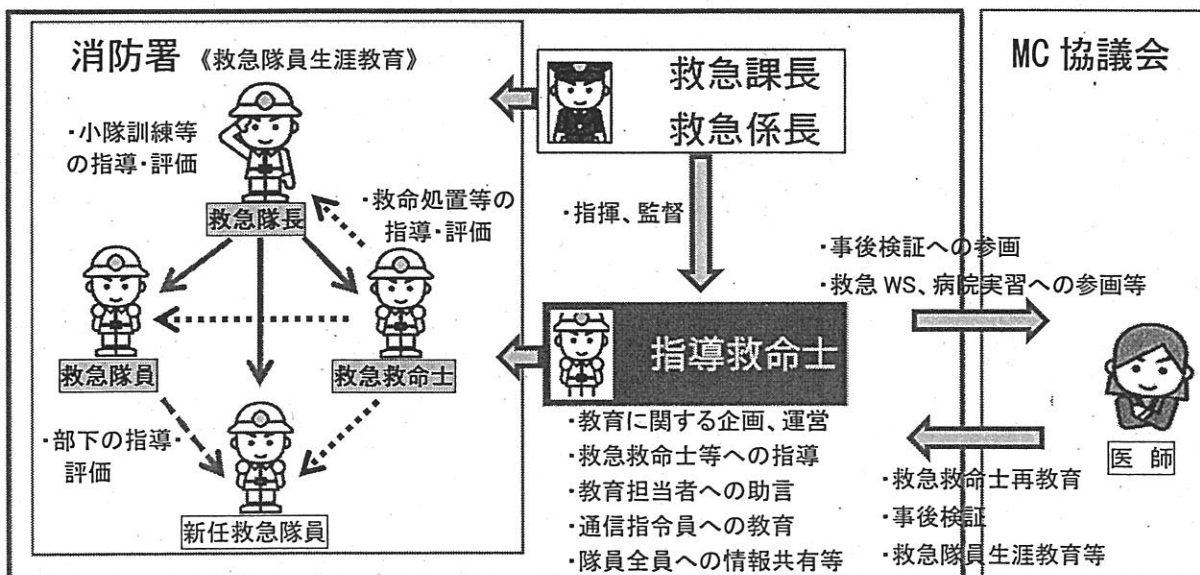 消防署 《救急隊員生涯教育》
・小隊訓練等
の指導・評価
救急隊長
・救命処置等の
指導・評価
救急隊員
救急救命士
・部下の指導・
評価
新任救急隊員
救急課長
救急係長
・指揮、監督
指導救命士
・教育に関する企画、運営
・救急救命士等への指導
・教育担当者への助言
・通信指令員への教育
・隊員全員への情報共有等
MC 協議会
・事後検証への参画
・救急 WS、病院実習への参画等
医 師
・救急救命士再教育
・事後検証
・救急隊員生涯教育等